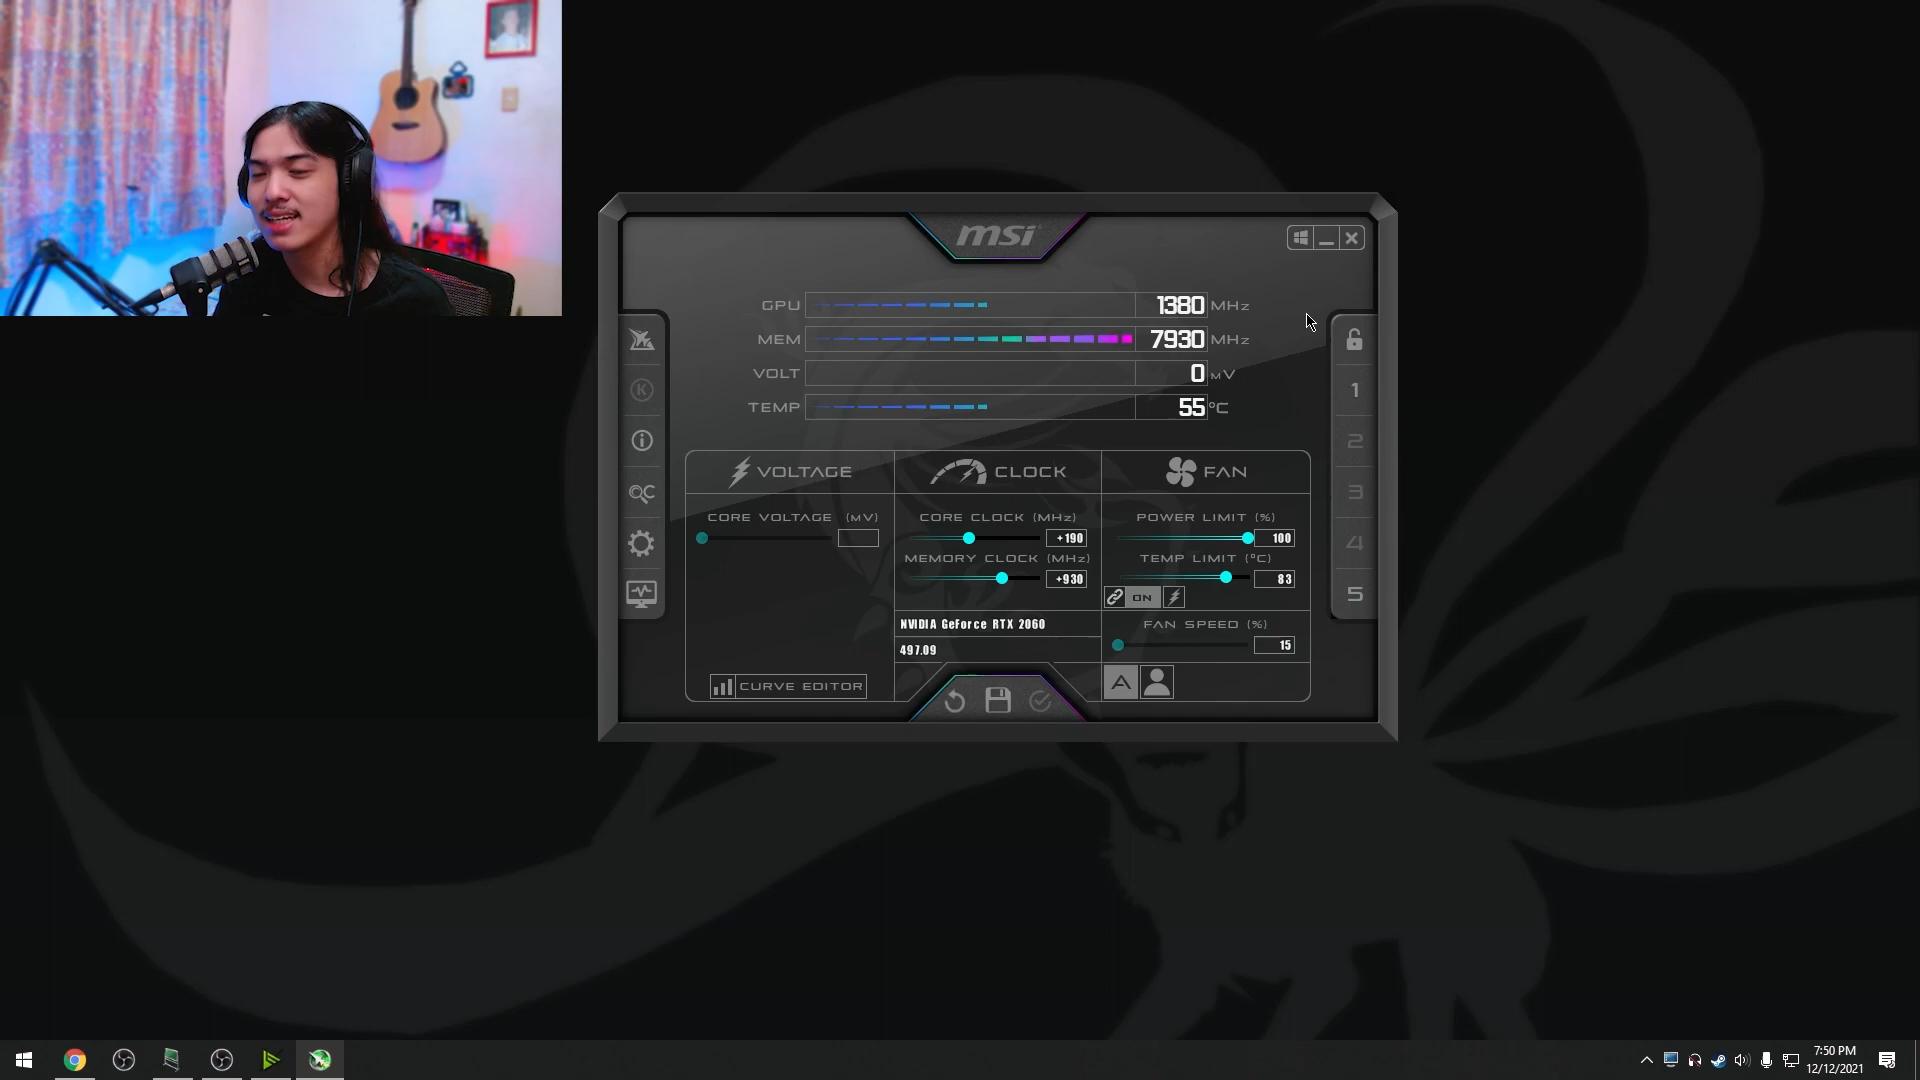 msi
GPU 1380 MHz
MEM 7930 MHz
VOLT 0 MV
TEMP 55 °C
K
OC
1
2
3
4
5
VOLTAGE
CORE VOLTAGE (MV)
CURVE EDITOR
CLOCK
CORE CLOCK (MHz)
+190
MEMORY CLOCK (MHz)
+930
NVIDIA GeForce RTX 2060
497.09
FAN
POWER LIMIT (%)
100
TEMP LIMIT (°C)
83
ON
FAN SPEED (%)
15
A
7:50 PM
12/12/2021